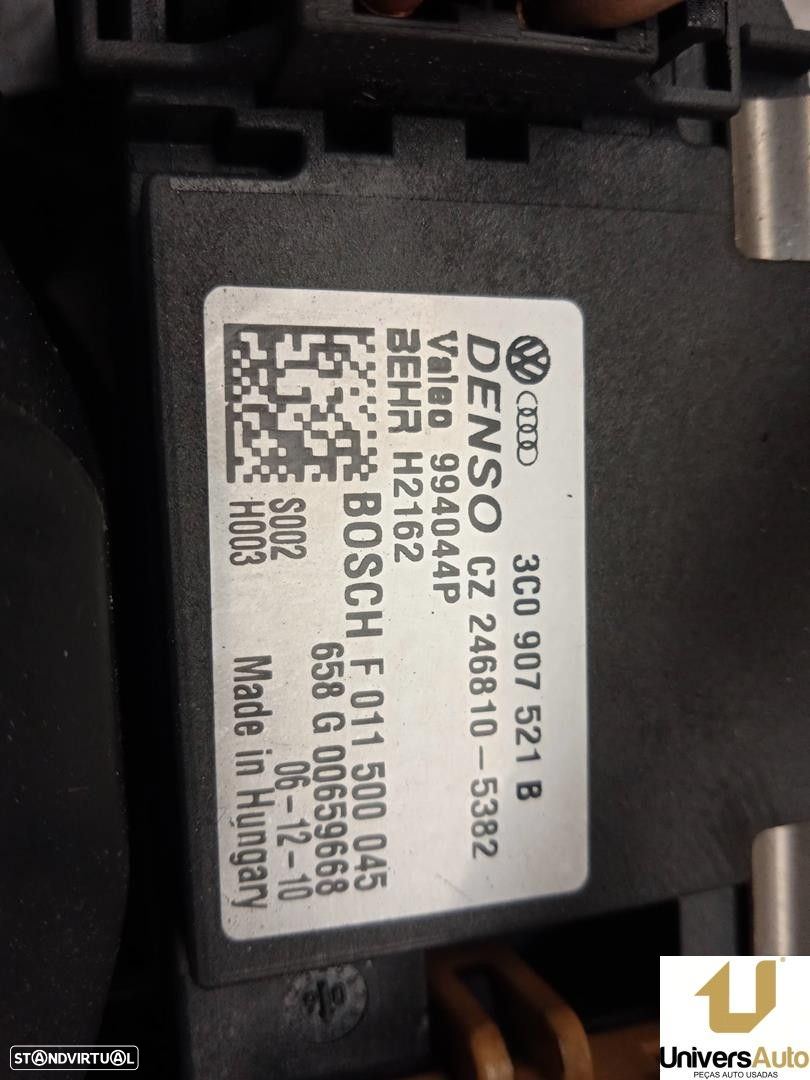 3C0 907 521 B
DENSO CZ 246810-5382
Valeo 994044P
BEHR H2162
BOSCH F 011 500 045
658 G 00659668
S002 06-12-10
H003 Made in Hungary
STANDVIRTUAL
UniversAuto
PEÇAS AUTO USADAS